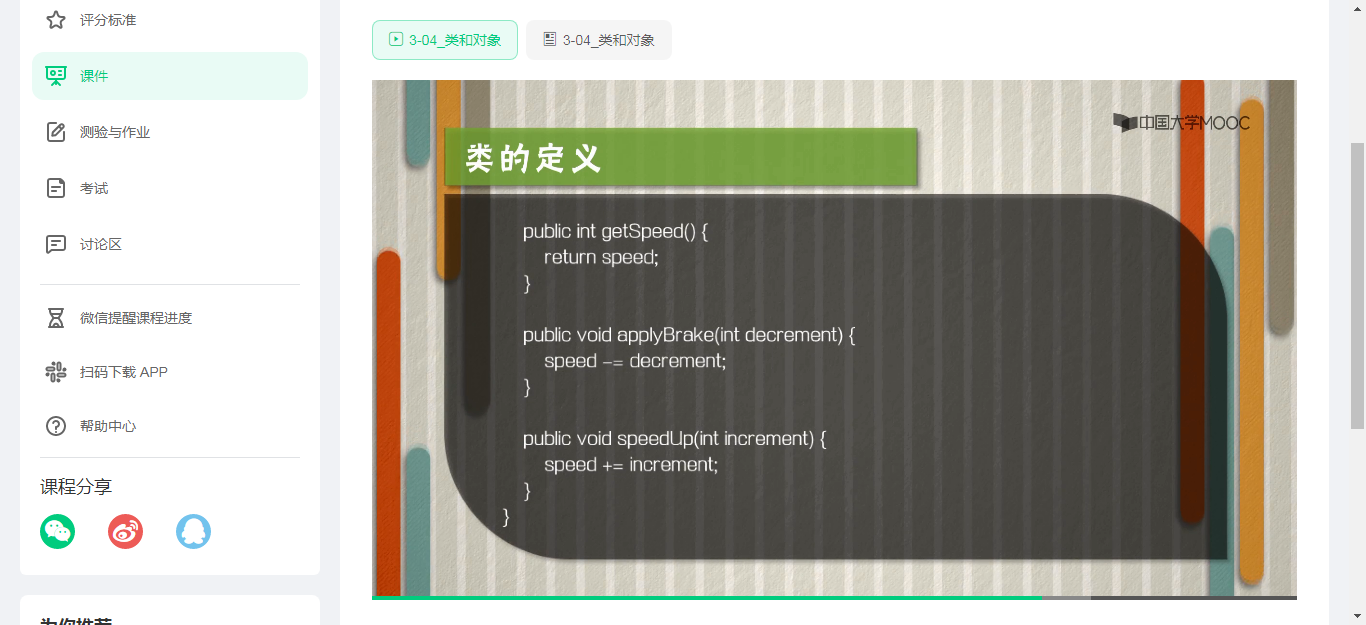 评分标准
课件
测验与作业
考试
讨论区
微信提醒课程进度
扫码下载 APP
帮助中心
课程分享
为你推荐
3-04_类和对象
3-04_类和对象
中国大学MOOC
类的定义
public int getSpeed() {
return speed;
}
public void applyBrake(int decrement) {
speed -= decrement;
}
public void speedUp(int increment) {
speed += increment;
}
}